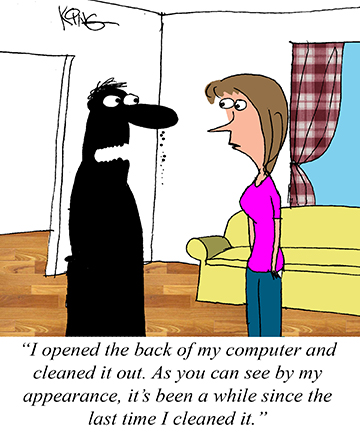 “I opened the back of my computer and
cleaned it out. As you can see by my
appearance, it’s been a while since the
last time I cleaned it.”